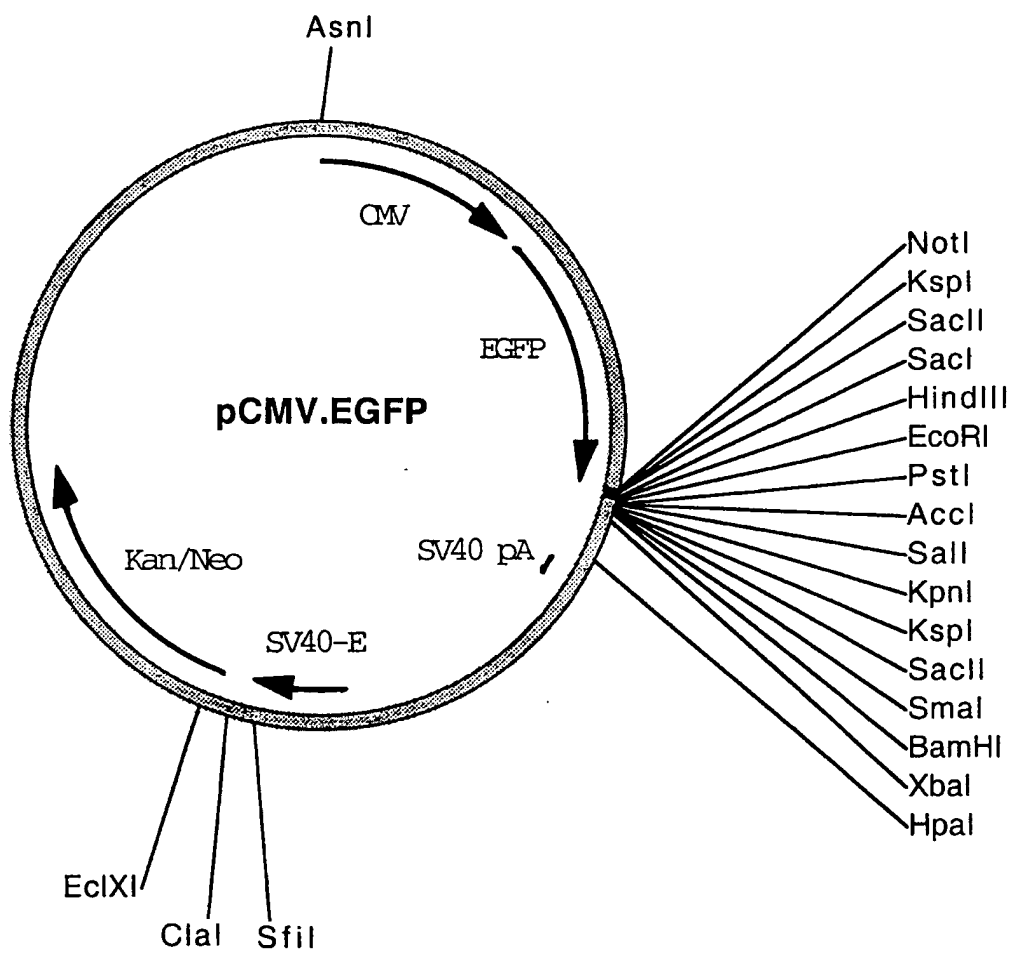 AsnI
CMV
EGFP
pCMV.EGFP
SV40 pA
Kan/Neo
SV40-E
NotI
KspI
SacII
SacI
HindIII
EcoRI
PstI
AccI
SalI
KpnI
KspI
SacII
SmaI
BamHI
XbaI
HpaI
EclXI
ClaI
SfiI